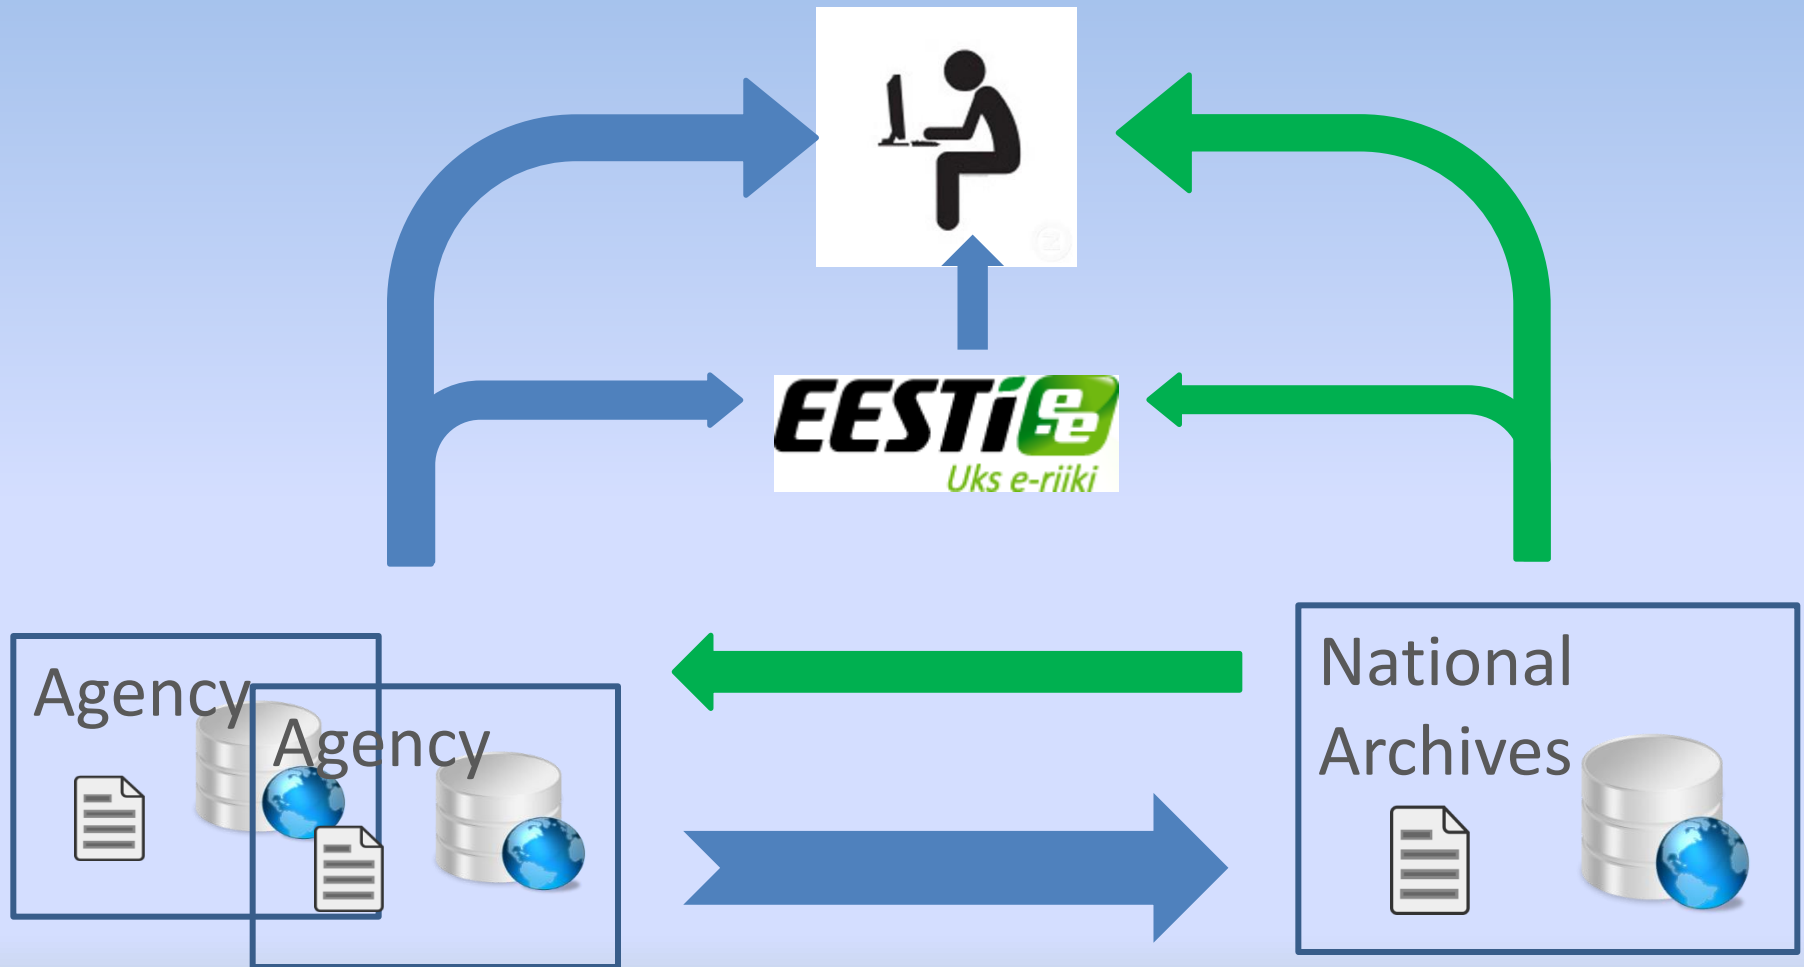 EESTi e.e
Uks e-riiki
Agency
Agency
National
Archives